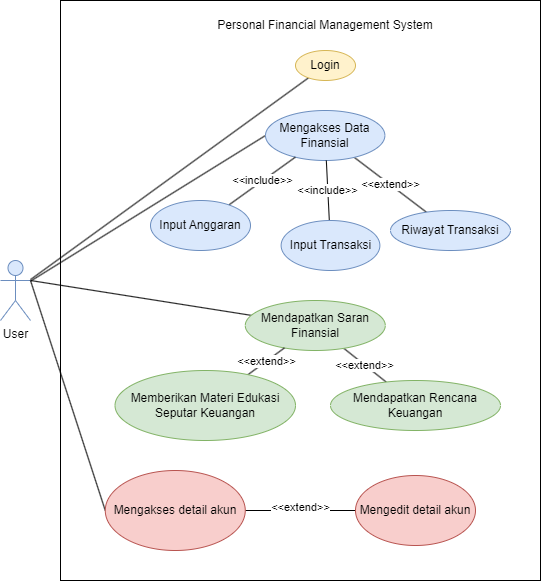 Personal Financial Management System
Login
Mengakses Data
Finansial
<<include>>
<<include>>
<<extend>>
Input Anggaran
Input Transaksi
Riwayat Transaksi
User
Mendapatkan Saran
Finansial
<<extend>>
<<extend>>
Memberikan Materi Edukasi
Seputar Keuangan
Mendapatkan Rencana
Keuangan
Mengakses detail akun
<<extend>>
Mengedit detail akun